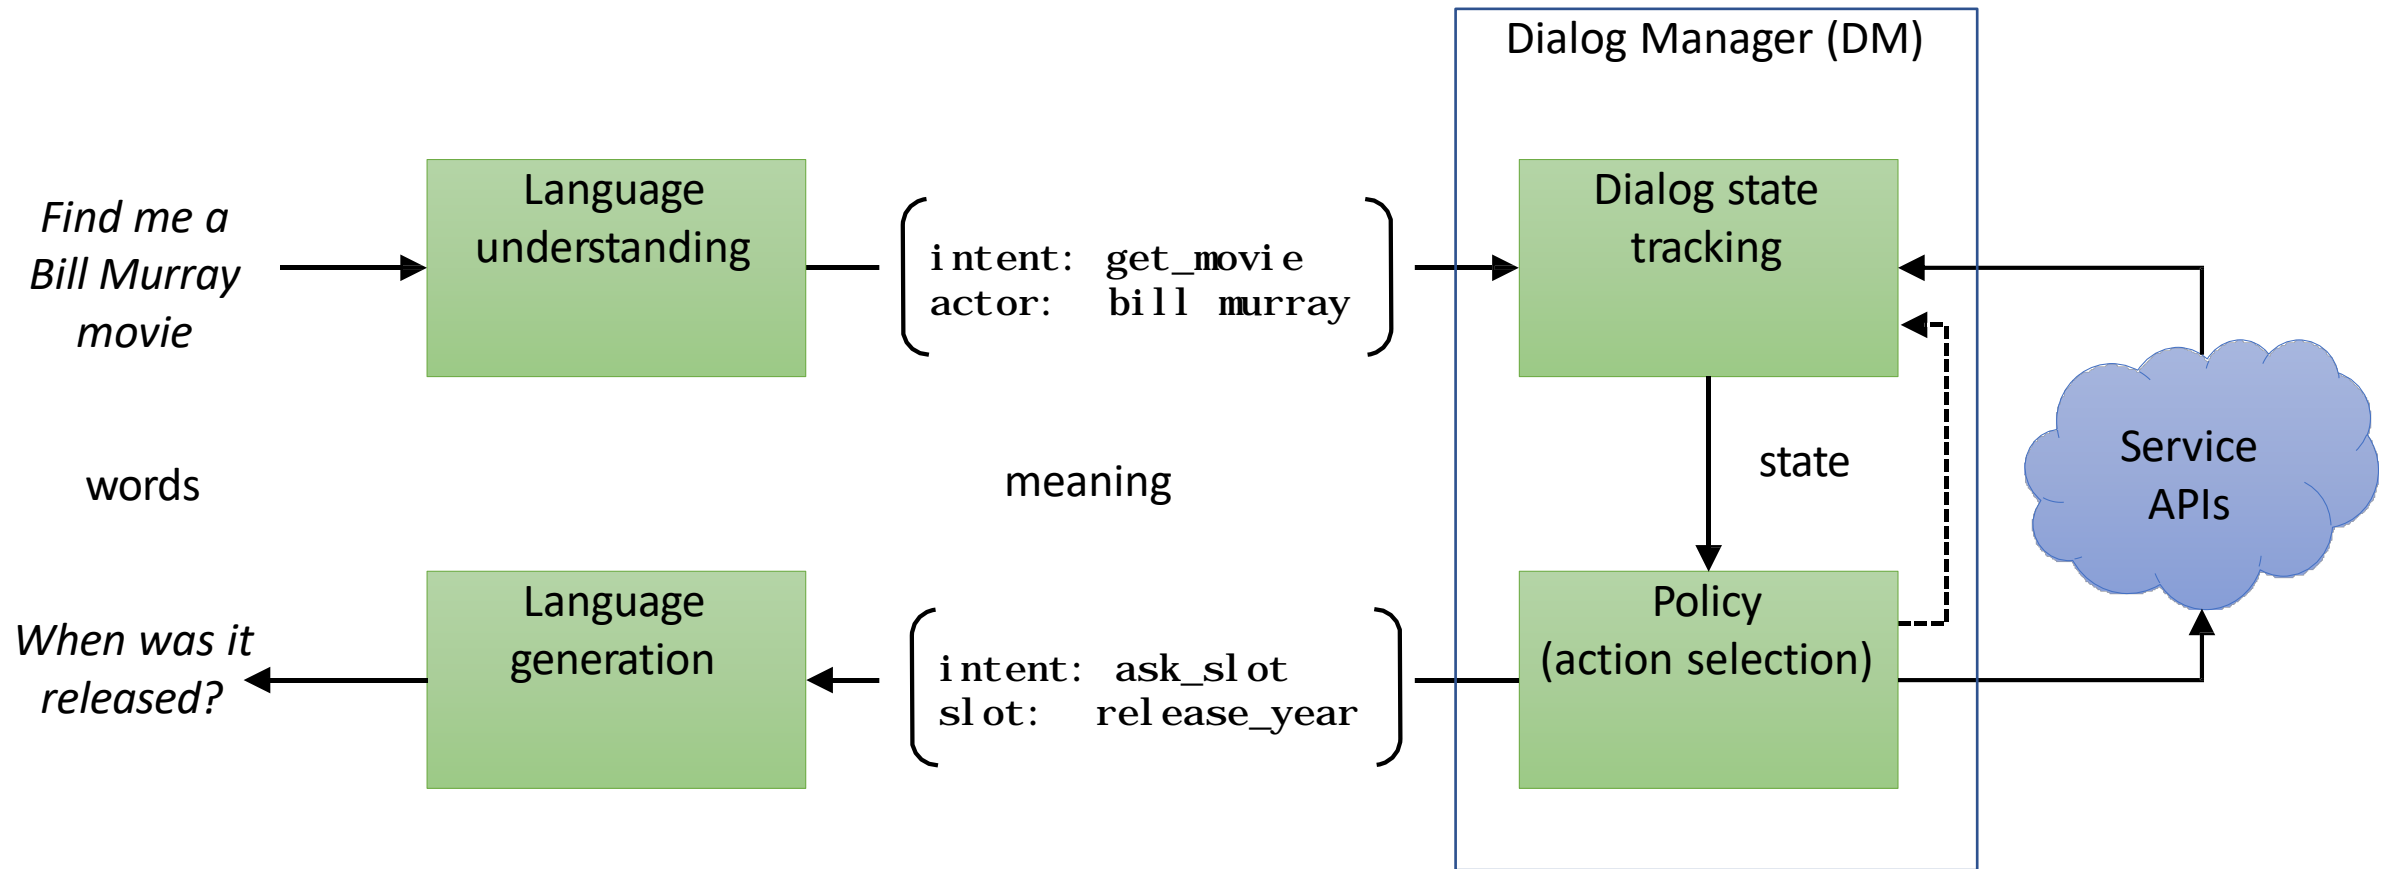 Dialog Manager (DM)
Find me a
Bill Murray
movie
Language
understanding
intent: get_movie
actor: bill murray
Dialog state
tracking
words
meaning
state
Service
APIs
When was it
released?
Language
generation
intent: ask_slot
slot: release_year
Policy
(action selection)